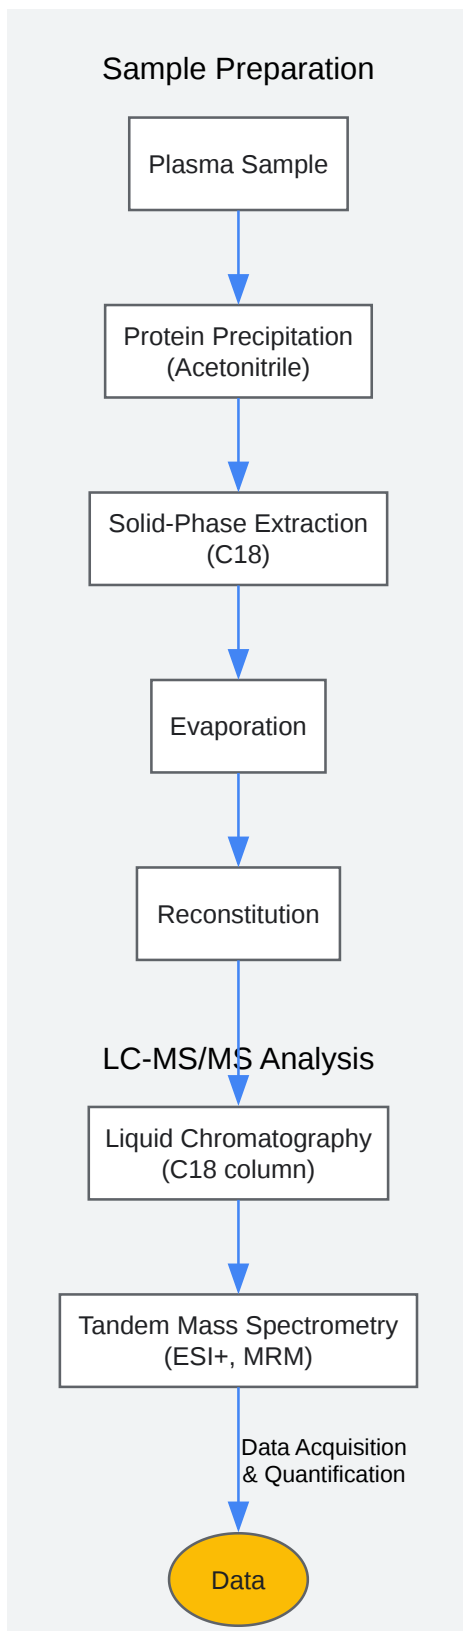 Sample Preparation
Plasma Sample
Protein Precipitation
(Acetonitrile)
Solid-Phase Extraction
(C18)
Evaporation
Reconstitution
LC-MS/MS Analysis
Liquid Chromatography
(C18 column)
Tandem Mass Spectrometry
(ESI+, MRM)
Data Acquisition
& Quantification
Data